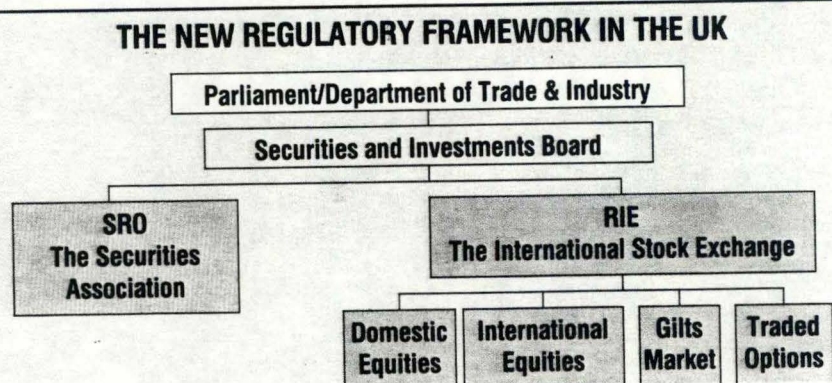 THE NEW REGULATORY FRAMEWORK IN THE UK
Parliament/Department of Trade & Industry
Securities and Investments Board
SRO
The Securities
Association
RIE
The International Stock Exchange
Domestic
Equities
International
Equities
Gilts
Market
Traded
Options